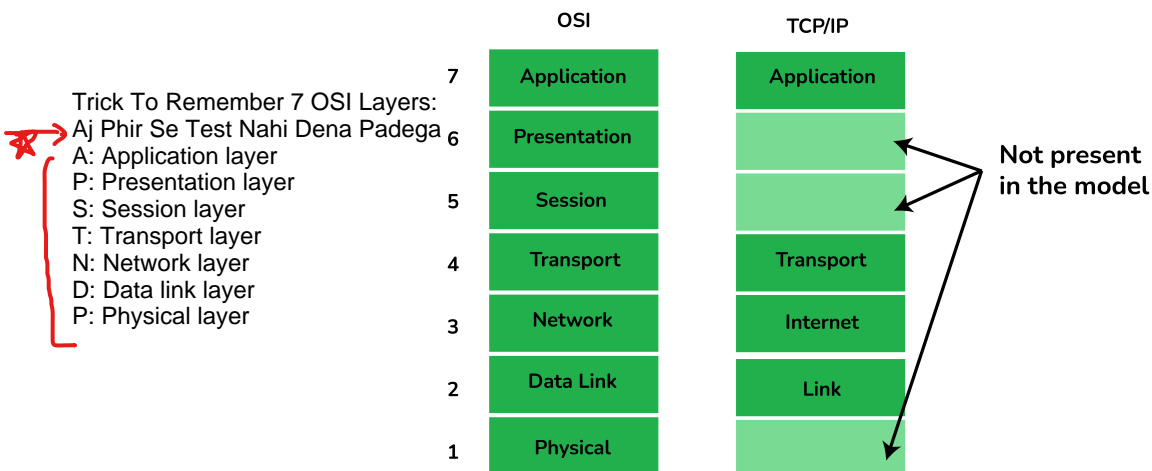 OSI
TCP/IP
Trick To Remember 7 OSI Layers:
Aj Phir Se Test Nahi Dena Padega
A: Application layer
P: Presentation layer
S: Session layer
T: Transport layer
N: Network layer
D: Data link layer
P: Physical layer
7 Application Application
6 Presentation
5 Session
4 Transport Transport
3 Network Internet
2 Data Link Link
1 Physical
Not present
in the model